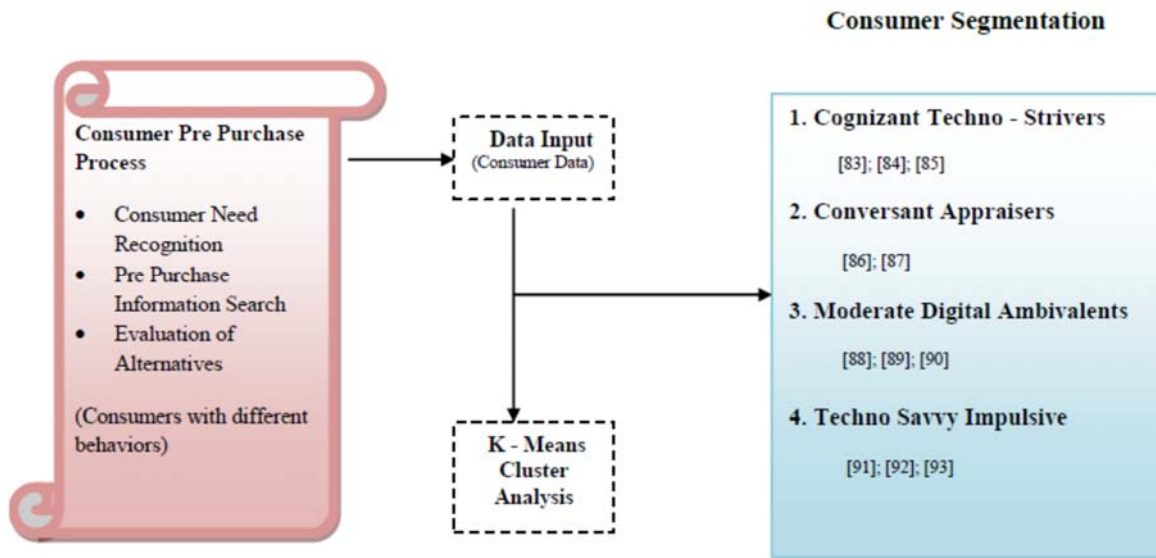 Consumer Segmentation
Consumer Pre Purchase
Process
• Consumer Need
Recognition
• Pre Purchase
Information Search
• Evaluation of
Alternatives
(Consumers with different
behaviors)
Data Input
(Consumer Data)
K - Means
Cluster
Analysis
1. Cognizant Techno - Strivers
[83]; [84]; [85]
2. Conversant Appraisers
[86]; [87]
3. Moderate Digital Ambivalents
[88]; [89]; [90]
4. Techno Savvy Impulsive
[91]; [92]; [93]